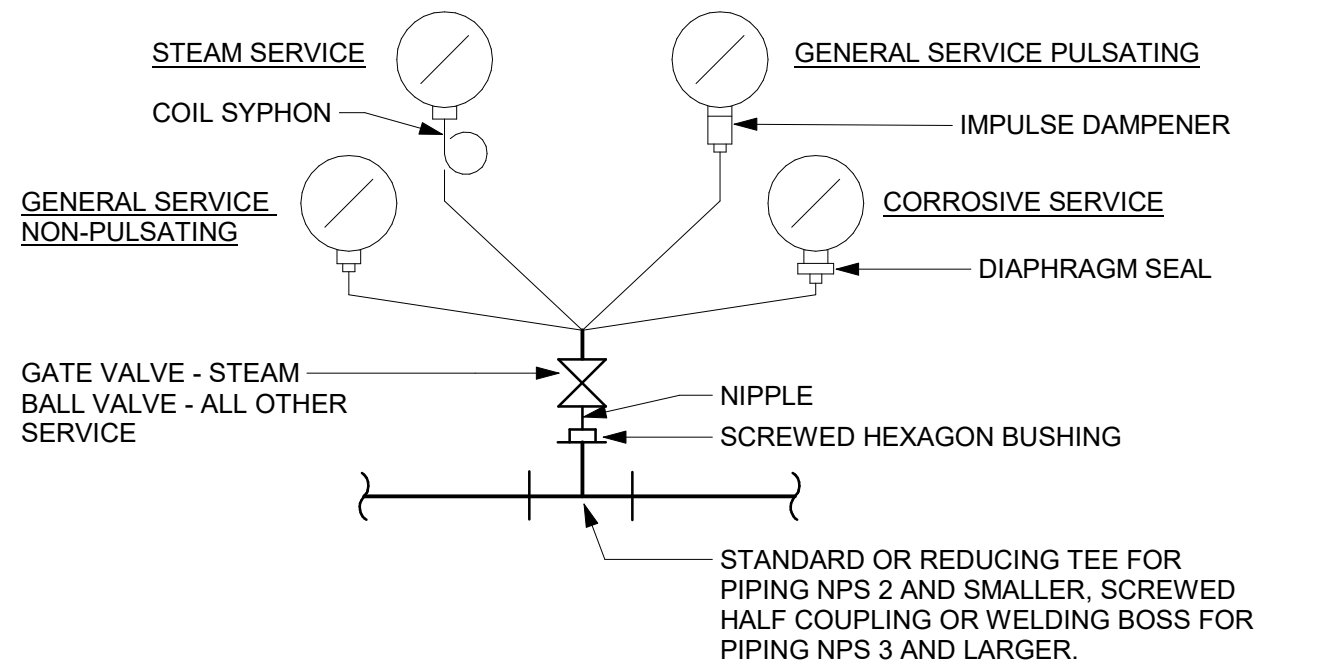 STEAM SERVICE
GENERAL SERVICE PULSATING
COIL SYPHON
IMPULSE DAMPENER
GENERAL SERVICE
NON-PULSATING
CORROSIVE SERVICE
DIAPHRAGM SEAL
GATE VALVE - STEAM
BALL VALVE - ALL OTHER
SERVICE
NIPPLE
SCREWED HEXAGON BUSHING
STANDARD OR REDUCING TEE FOR
PIPING NPS 2 AND SMALLER, SCREWED
HALF COUPLING OR WELDING BOSS FOR
PIPING NPS 3 AND LARGER.